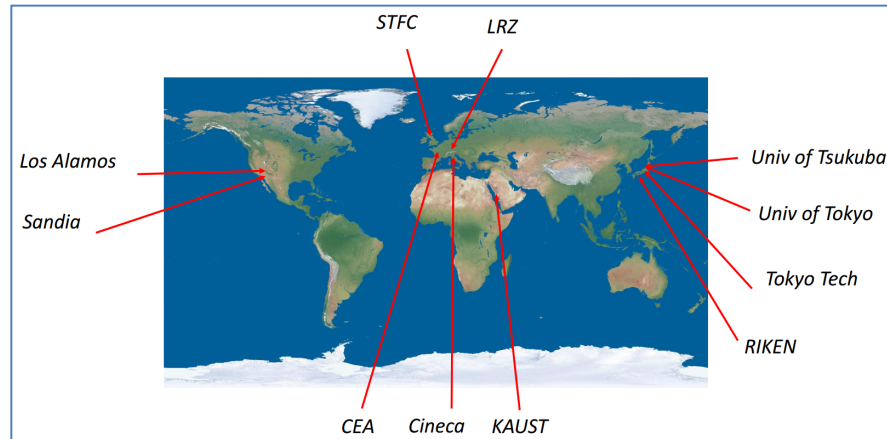 STFC
LRZ
Los Alamos
Sandia
Univ of Tsukuba
Univ of Tokyo
Tokyo Tech
RIKEN
CEA
Cineca
KAUST